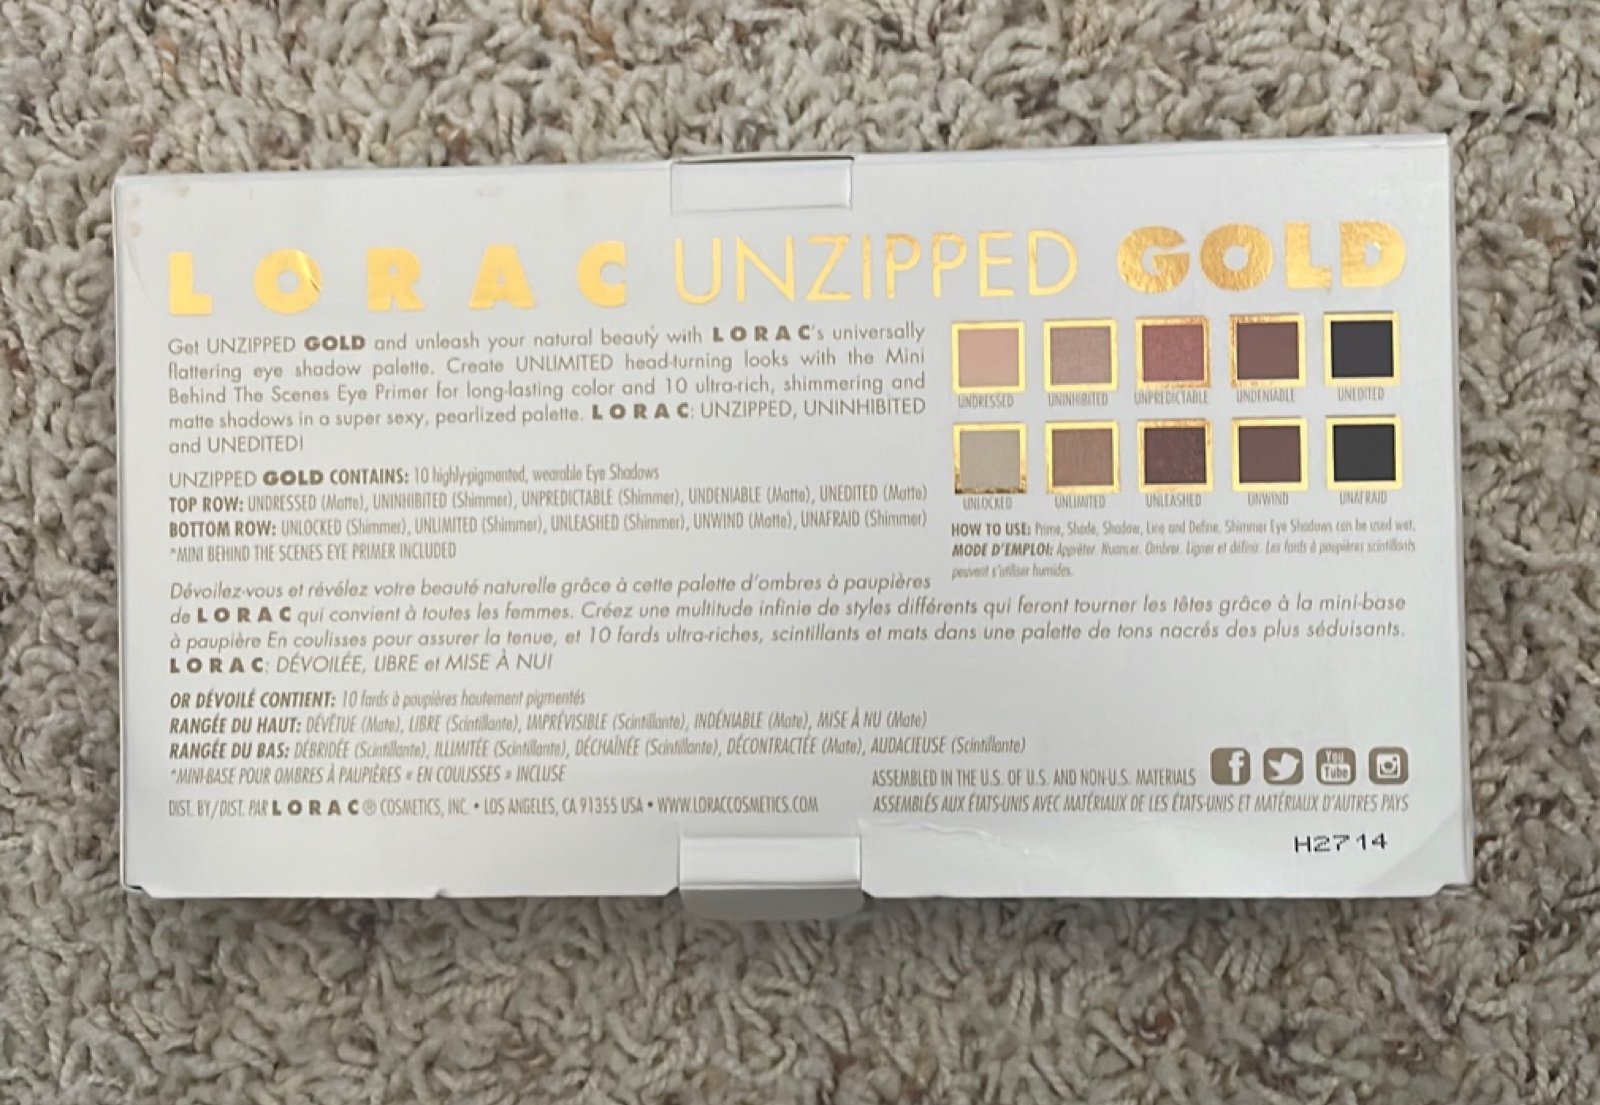 LORAC UNZIPPED GOLD
Get UNZIPPED GOLD and unleash your natural beauty with LORAC's universally
flattering eye shadow palette. Create UNLIMITED head-turning looks with the Mini
Behind The Scenes Eye Primer for long-lasting color and 10 ultra-rich, shimmering and
matte shadows in a super sexy, pearlized palette. LORAC: UNZIPPED, UNINHIBITED
and UNEDITED!
UNZIPPED GOLD CONTAINS: 10 highly-pigmented, wearable Eye Shadows
TOP ROW: UNDRESSED (Matte), UNINHIBITED (Shimmer), UNPREDICTABLE (Shimmer), UNDENIABLE (Matte), UNEDITED (Matte)
BOTTOM ROW: UNLOCKED (Shimmer), UNLIMITED (Shimmer), UNLEASHED (Shimmer), UNWIND (Matte), UNAFRAID (Shimmer)
*MINI BEHIND THE SCENES EYE PRIMER INCLUDED
UNDRESSED UNINHIBITED UNPREDICTABLE UNDENIABLE UNEDITED
UNLOCKED UNLIMITED UNLEASHED UNWIND UNAFRAID
HOW TO USE: Prime, Shade, Shadow, Line and Define. Shimmer Eye Shadows can be used wet.
MODE D'EMPLOI: Apprêter. Nuancer. Ombrer. Ligner et définir. Les fards à paupières scintillants
peuvent s'utiliser humides.
Dévoilez-vous et révélez votre beauté naturelle grâce à cette palette d'ombres à paupières
de LORAC qui convient à toutes les femmes. Créez une multitude infinie de styles différents qui feront tourner les têtes grâce à la mini-base
à paupière En coulisses pour assurer la tenue, et 10 fards ultra-riches, scintillants et mats dans une palette de tons nacrés des plus séduisants.
LORAC: DÉVOILÉE, LIBRE et MISE À NU!
OR DÉVOILÉ CONTIENT: 10 fards à paupières hautement pigmentés
RANGÉE DU HAUT: DÉVÊTUE (Mate), LIBRE (Scintillante), IMPRÉVISIBLE (Scintillante), INDÉNIABLE (Mate), MISE À NU (Mate)
RANGÉE DU BAS: DÉBRIDÉE (Scintillante), ILLIMITÉE (Scintillante), DÉCHAÎNÉE (Scintillante), DÉCONTRACTÉE (Mate), AUDACIEUSE (Scintillante)
*MINI-BASE POUR OMBRES À PAUPIÈRES « EN COULISSES » INCLUSE
DIST. BY/DIST. PAR LORAC® COSMETICS, INC. • LOS ANGELES, CA 91355 USA • WWW.LORACCOSMETICS.COM
You
Tube
ASSEMBLED IN THE U.S. OF U.S. AND NON-U.S. MATERIALS
ASSEMBLÉS AUX ÉTATS-UNIS AVEC MATÉRIAUX DE LES ÉTATS-UNIS ET MATÉRIAUX D'AUTRES PAYS
H2714